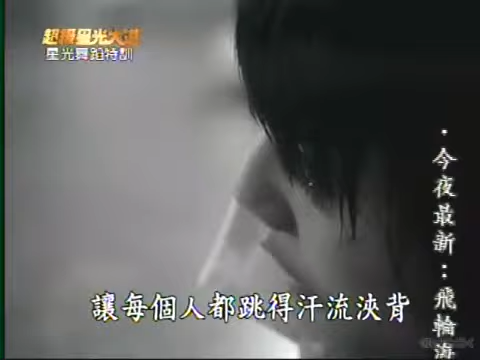 超級星光大道
星光舞蹈特訓
·今夜最新:飛輪海
讓每個人都跳得汗流浹背